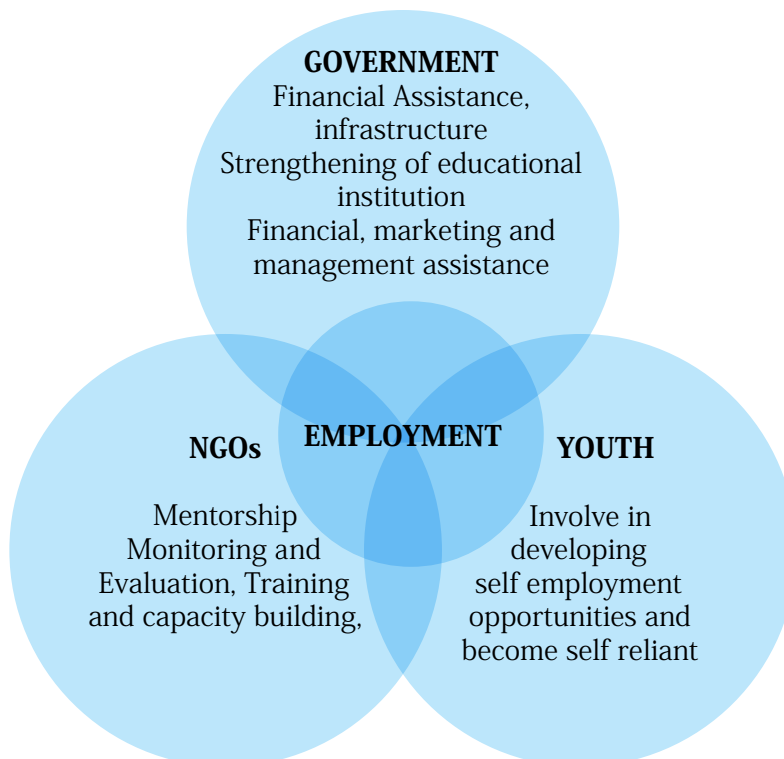 GOVERNMENT
Financial Assistance,
infrastructure
Strengthening of educational
institution
Financial, marketing and
management assistance
EMPLOYMENT
NGOs
Mentorship
Monitoring and
Evaluation, Training
and capacity building,
YOUTH
Involve in
developing
self employment
opportunities and
become self reliant